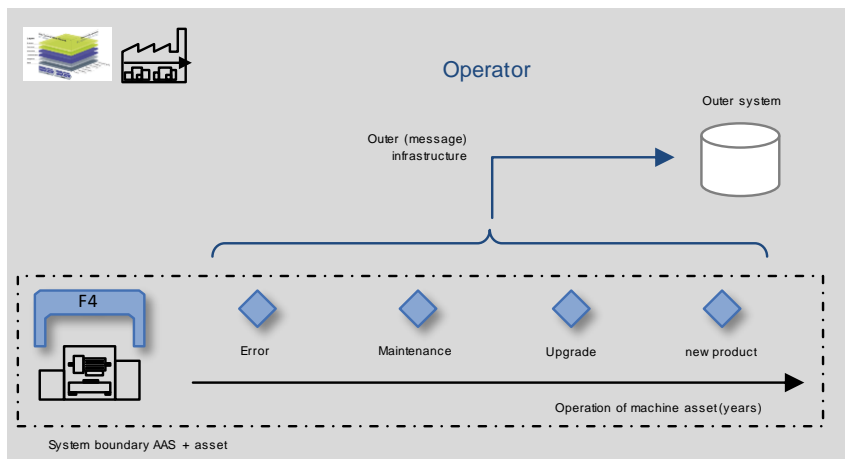 Operator
Outer system
Outer (message)
infrastructure
F4
Error
Maintenance
Upgrade
new product
Operation of machine asset(years)
System boundary AAS + asset